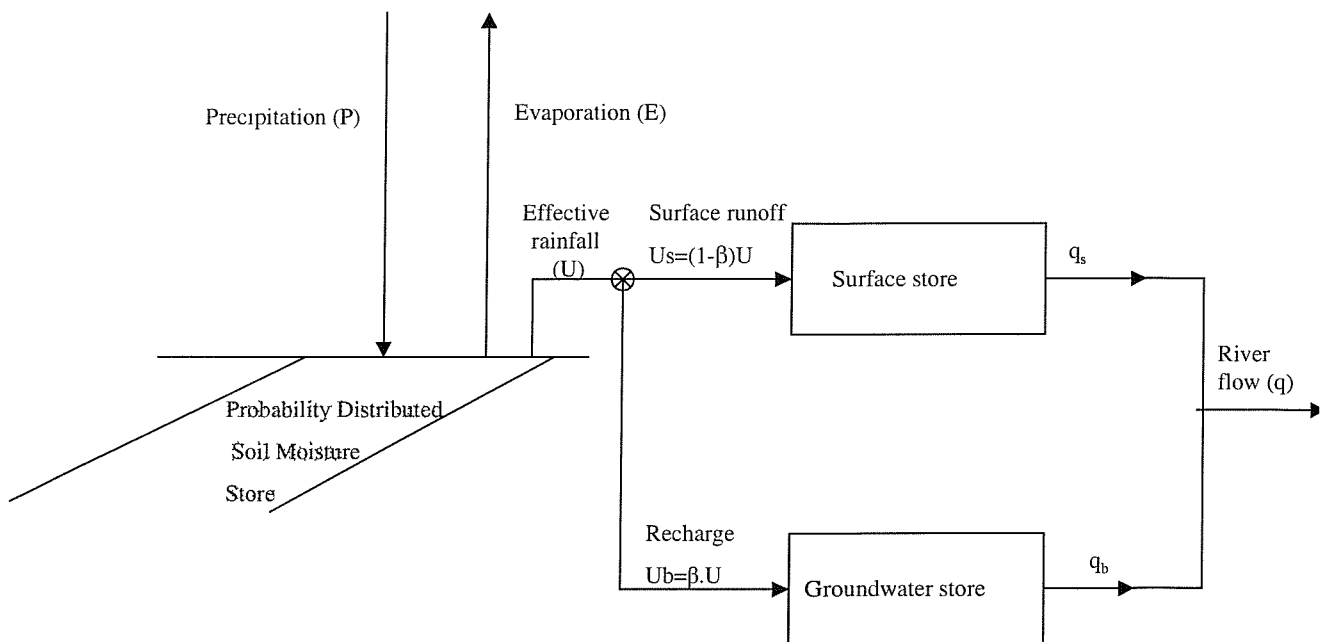 Precipitation (P)
Evaporation (E)
Effective
rainfall
(U)
Surface runoff
Us=(1-β)U
Surface store
qs
River
flow (q)
Probability Distributed
Soil Moisture
Store
Recharge
Ub=β.U
Groundwater store
qb